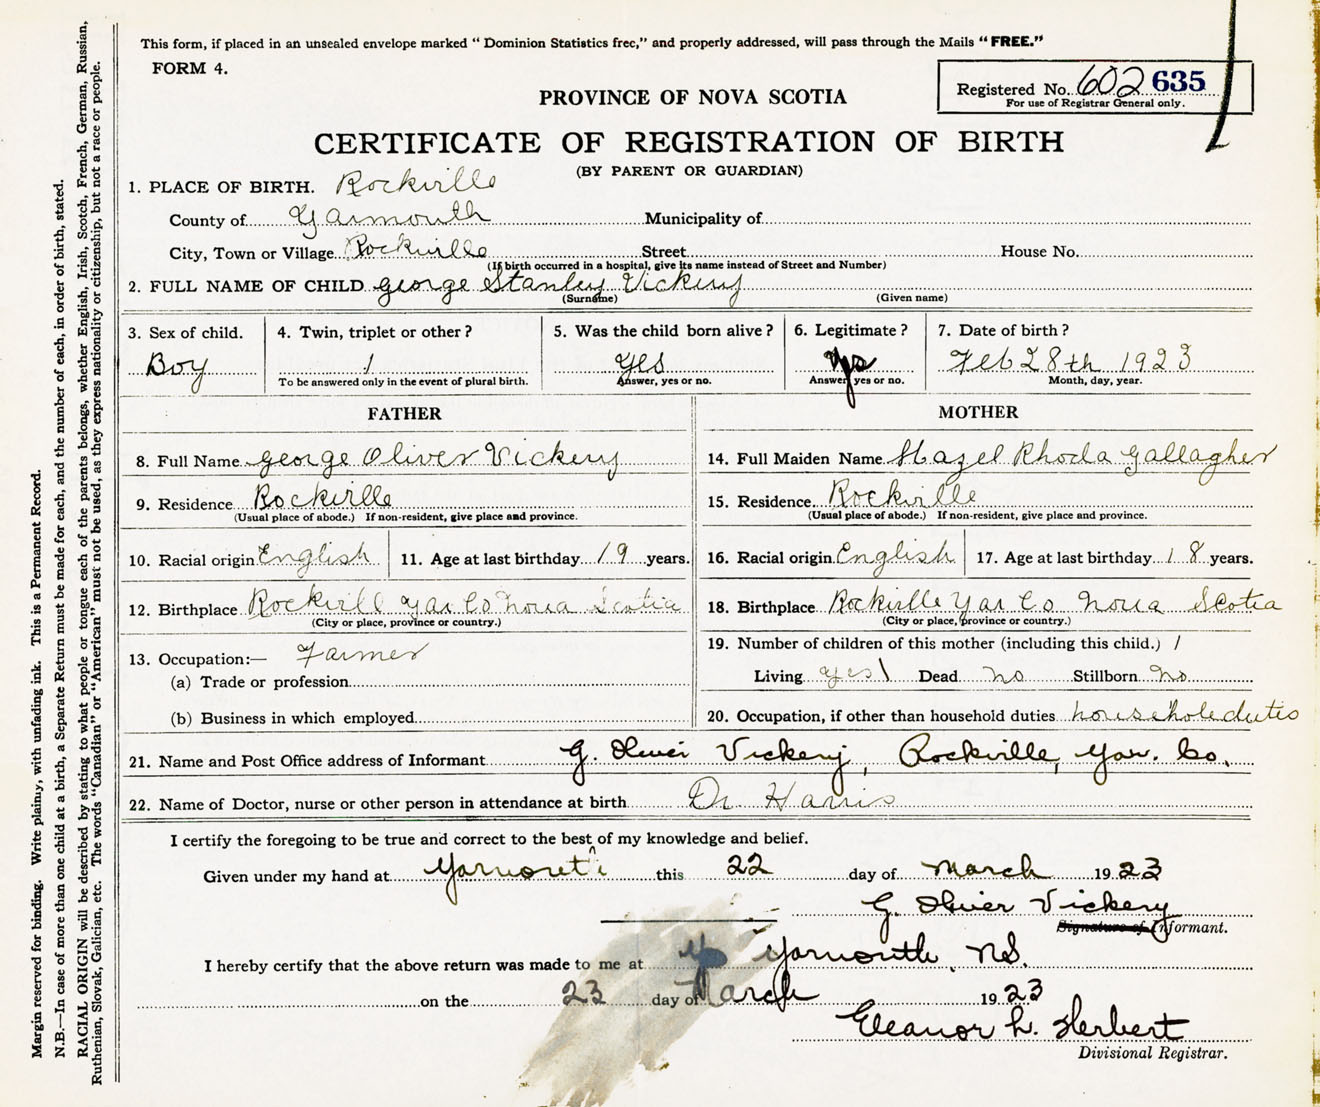 This form, if placed in an unsealed envelope marked “ Dominion Statistics free,” and properly addressed, will pass through the Mails “ FREE.”
FORM 4.
Registered No. 602 635
For use of Registrar General only.
PROVINCE OF NOVA SCOTIA
CERTIFICATE OF REGISTRATION OF BIRTH
(BY PARENT OR GUARDIAN)
1. PLACE OF BIRTH. Rockville
County of Yarmouth Municipality of
City, Town or Village Rockville Street House No.
(If birth occurred in a hospital, give its name instead of Street and Number)
2. FULL NAME OF CHILD George Stanley Vickery
(Surname) (Given name)
3. Sex of child. 4. Twin, triplet or other ? 5. Was the child born alive ? 6. Legitimate ? 7. Date of birth ?
Boy 1 Yes Yes Feb 28th 1923
To be answered only in the event of plural birth. Answer, yes or no. Answer, yes or no. Month, day, year.
FATHER
8. Full Name George Oliver Vickery
9. Residence Rockville
(Usual place of abode.) If non-resident, give place and province.
10. Racial origin English 11. Age at last birthday 19 years.
12. Birthplace Rockvill Yar Co Nova Scotia
(City or place, province or country.)
13. Occupation:— Farmer
(a) Trade or profession
(b) Business in which employed
MOTHER
14. Full Maiden Name Hazel Rhoda Gallagher
15. Residence Rockville
(Usual place of abode.) If non-resident, give place and province.
16. Racial origin English 17. Age at last birthday 18 years.
18. Birthplace Rockville Yar Co Nova Scotia
(City or place, province or country.)
19. Number of children of this mother (including this child.) 1
Living yes 1 Dead no Stillborn No
20. Occupation, if other than household duties household duties
21. Name and Post Office address of Informant G. Oliver Vickery, Rockville, Yar. Co.
22. Name of Doctor, nurse or other person in attendance at birth Dr Harris
I certify the foregoing to be true and correct to the best of my knowledge and belief.
Given under my hand at Yarmouth this 22 day of March 1923
G. Oliver Vickery
Signature of Informant.
I hereby certify that the above return was made to me at Yarmouth, N.S.
on the 23 day of March 1923
Eleanor L. Herbert
Divisional Registrar.
Margin reserved for binding. Write plainly, with unfading ink. This is a Permanent Record.
N.B.—In case of more than one child at a birth, a Separate Return must be made for each, and the number of each, in order of birth, stated.
RACIAL ORIGIN will be described by stating to what people or tongue each of the parents belongs, whether English, Irish, Scotch, French, German, Russian,
Ruthenian, Slovak, Galician, etc. The words “Canadian” or “American” must not be used, as they express nationality or citizenship, but not a race or people.